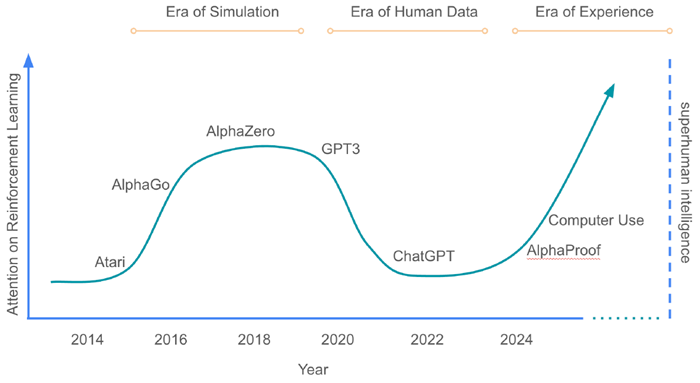 Era of Simulation
Era of Human Data
Era of Experience
Attention on Reinforcement Learning
AlphaZero
GPT3
AlphaGo
Atari
ChatGPT
Computer Use
AlphaProof
superhuman intelligence
2014
2016
2018
2020
2022
2024
Year